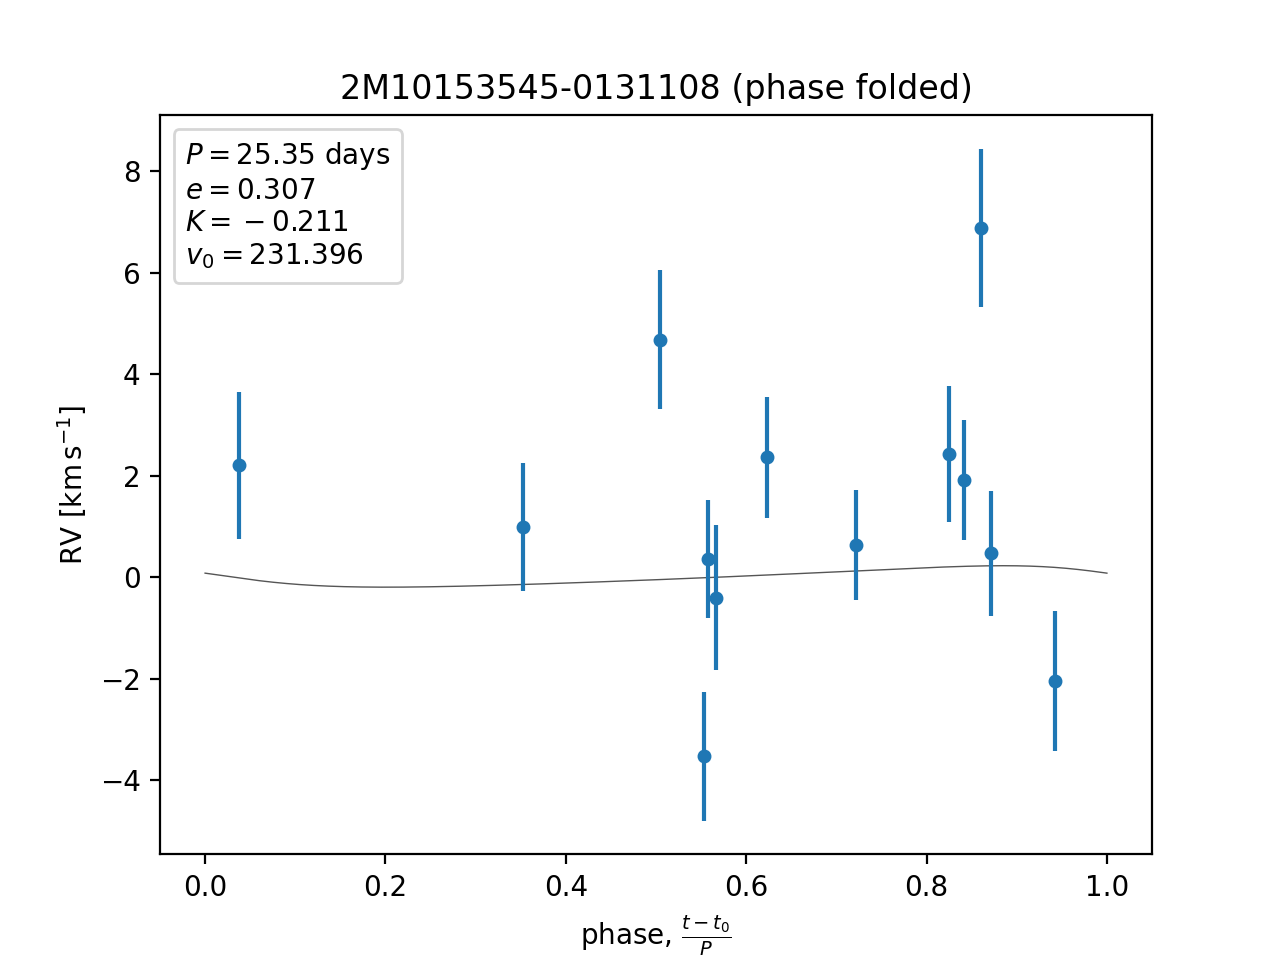 2M10153545-0131108 (phase folded)
P = 25.35 days
e = 0.307
K = −0.211
v₀ = 231.396
8
6
4
2
0
−2
−4
RV [km s⁻¹]
0.0 0.2 0.4 0.6 0.8 1.0
phase, (t − t₀)/P